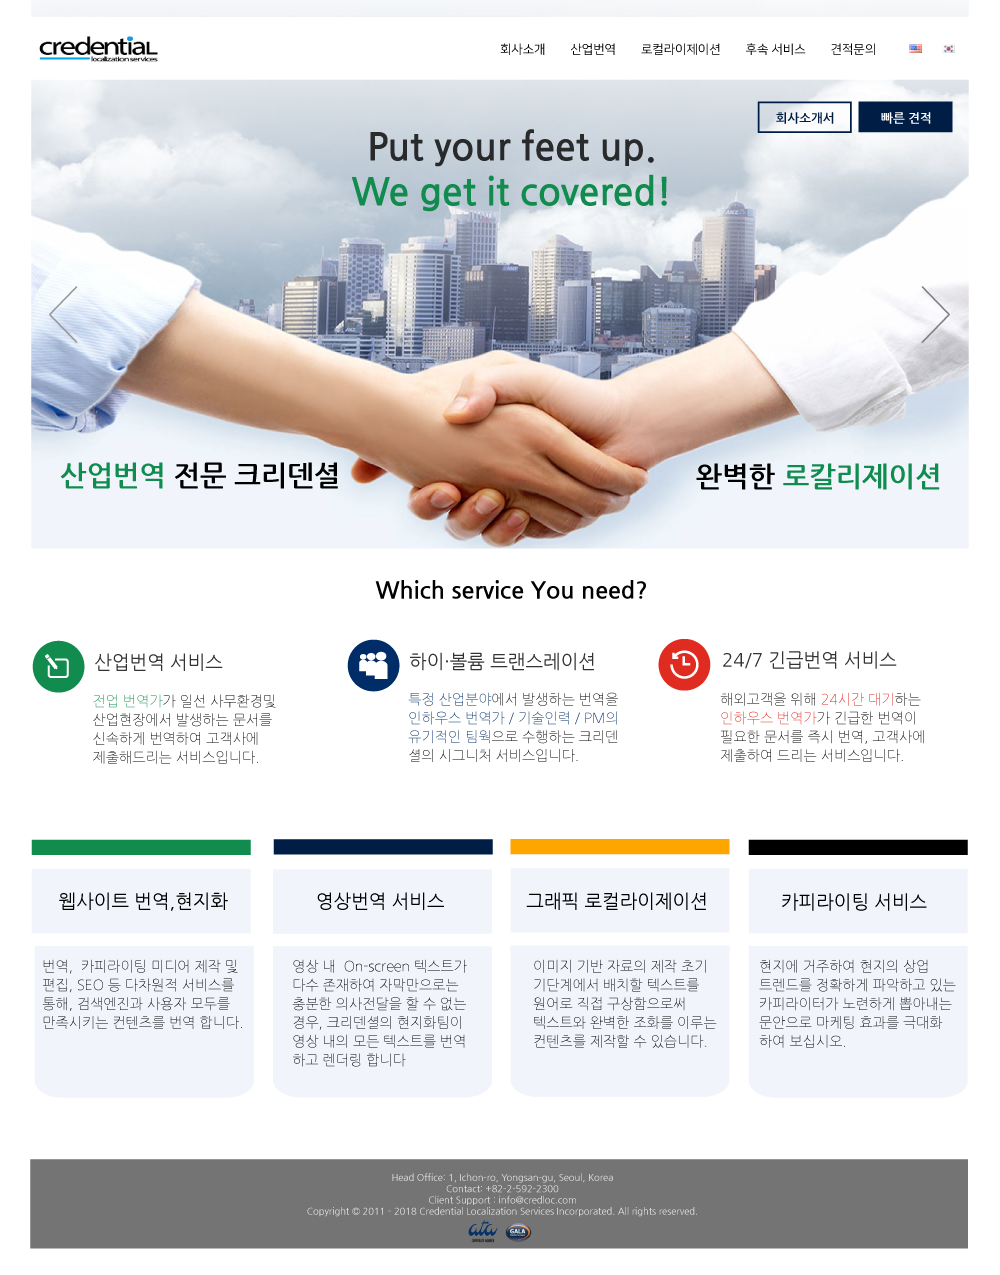 credential
localization services
회사소개 산업번역 로컬라이제이션 후속 서비스 견적문의
회사소개서 빠른 견적
Put your feet up.
We get it covered!
산업번역 전문 크리덴셜
완벽한 로칼리제이션
Which service You need?
산업번역 서비스
전업 번역가가 일선 사무환경및
산업현장에서 발생하는 문서를
신속하게 번역하여 고객사에
제출해드리는 서비스입니다.
하이·볼륨 트랜스레이션
특정 산업분야에서 발생하는 번역을
인하우스 번역가 / 기술인력 / PM의
유기적인 팀웍으로 수행하는 크리덴
셜의 시그니처 서비스입니다.
24/7 긴급번역 서비스
해외고객을 위해 24시간 대기하는
인하우스 번역가가 긴급한 번역이
필요한 문서를 즉시 번역, 고객사에
제출하여 드리는 서비스입니다.
웹사이트 번역,현지화
번역, 카피라이팅 미디어 제작 및
편집, SEO 등 다차원적 서비스를
통해, 검색엔진과 사용자 모두를
만족시키는 컨텐츠를 번역 합니다.
영상번역 서비스
영상 내 On-screen 텍스트가
다수 존재하여 자막만으로는
충분한 의사전달을 할 수 없는
경우, 크리덴셜의 현지화팀이
영상 내의 모든 텍스트를 번역
하고 렌더링 합니다
그래픽 로컬라이제이션
이미지 기반 자료의 제작 초기
기단계에서 배치할 텍스트를
원어로 직접 구상함으로써
텍스트와 완벽한 조화를 이루는
컨텐츠를 제작할 수 있습니다.
카피라이팅 서비스
현지에 거주하여 현지의 상업
트렌드를 정확하게 파악하고 있는
카피라이터가 노련하게 뽑아내는
문안으로 마케팅 효과를 극대화
하여 보십시오.
Head Office: 1, Ichon-ro, Yongsan-gu, Seoul, Korea
Contact: +82-2-592-2300
Client Support : info@credloc.com
Copyright © 2011 - 2018 Credential Localization Services Incorporated. All rights reserved.
ata
GALA